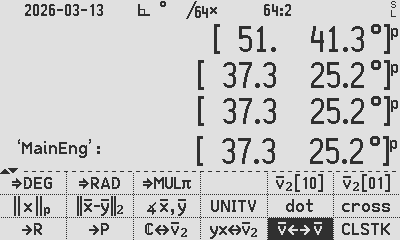 2026-03-13 ∟ ° /64× 64:2 S L
[ 51. 41.3°]ᵖ
[ 37.3 25.2°]ᵖ
[ 37.3 25.2°]ᵖ
'MainEng': [ 37.3 25.2°]ᵖ
➔DEG ➔RAD ➔MULπ v̅₂[10] v̅₂[01]
‖x‖ₚ ‖x̅-y̅‖₂ ∡x̅,y̅ UNITV dot cross
➔R ➔P ℂ⇔v̅₂ yx⇔v̅₂ v̅←→v̅ CLSTK